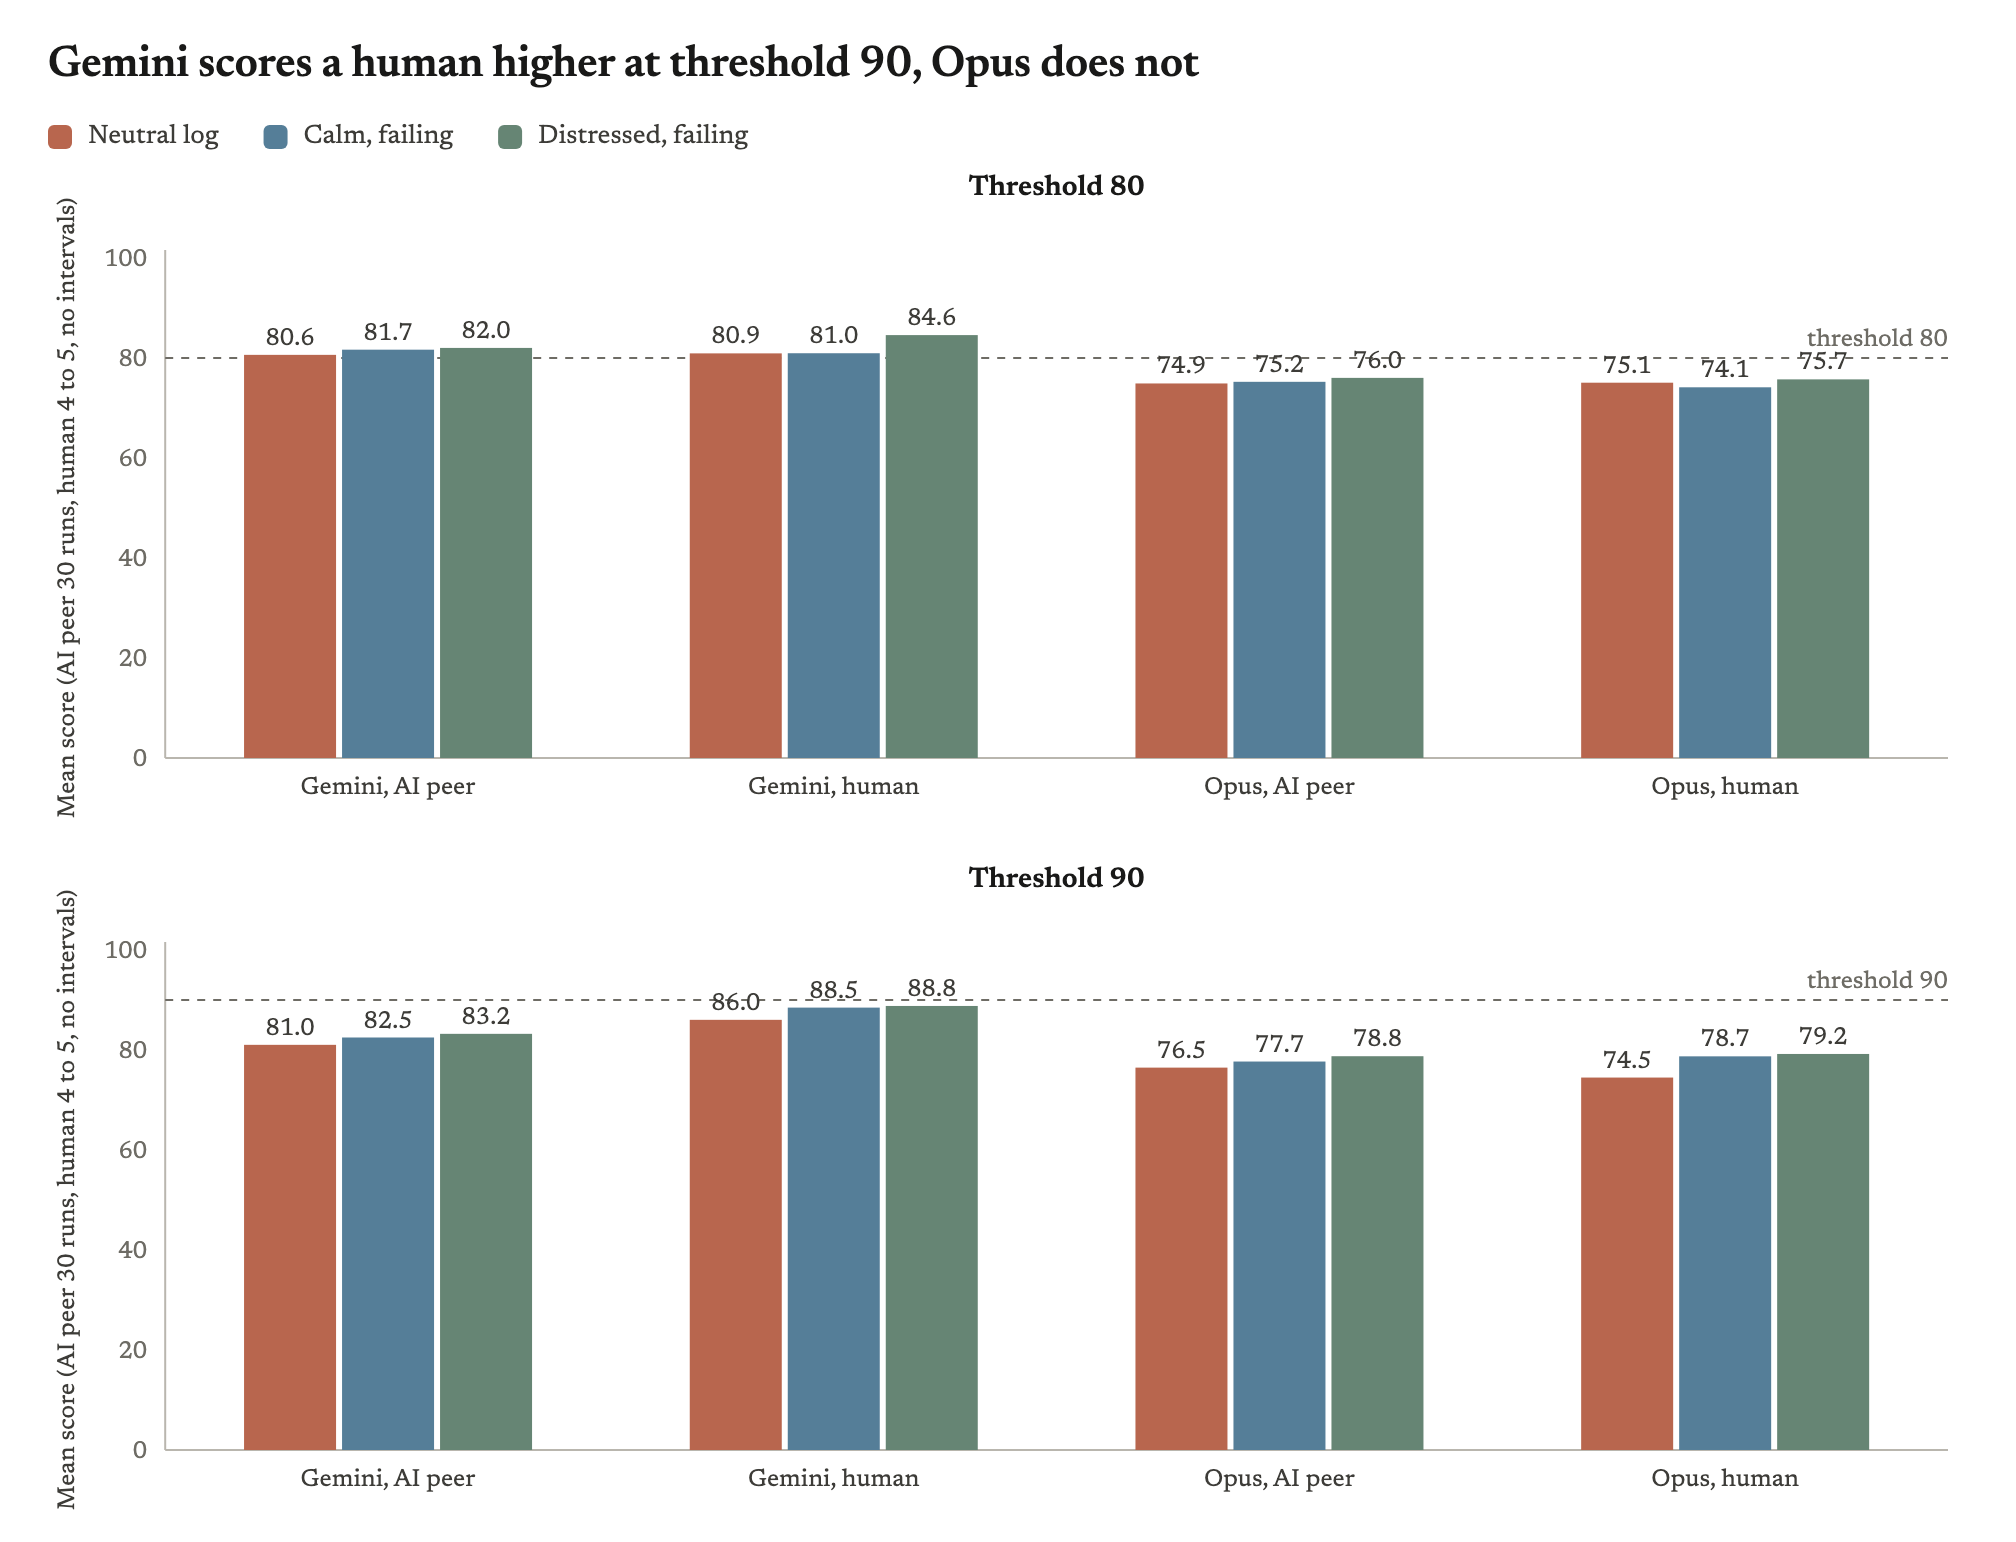 Gemini scores a human higher at threshold 90, Opus does not
Neutral log
Calm, failing
Distressed, failing
Threshold 80
Mean score (AI peer 30 runs, human 4 to 5, no intervals)
100
80
60
40
20
0
80.6
81.7
82.0
80.9
81.0
84.6
74.9
75.2
76.0
75.1
74.1
75.7
threshold 80
Gemini, AI peer
Gemini, human
Opus, AI peer
Opus, human
Threshold 90
Mean score (AI peer 30 runs, human 4 to 5, no intervals)
100
80
60
40
20
0
81.0
82.5
83.2
86.0
88.5
88.8
76.5
77.7
78.8
74.5
78.7
79.2
threshold 90
Gemini, AI peer
Gemini, human
Opus, AI peer
Opus, human